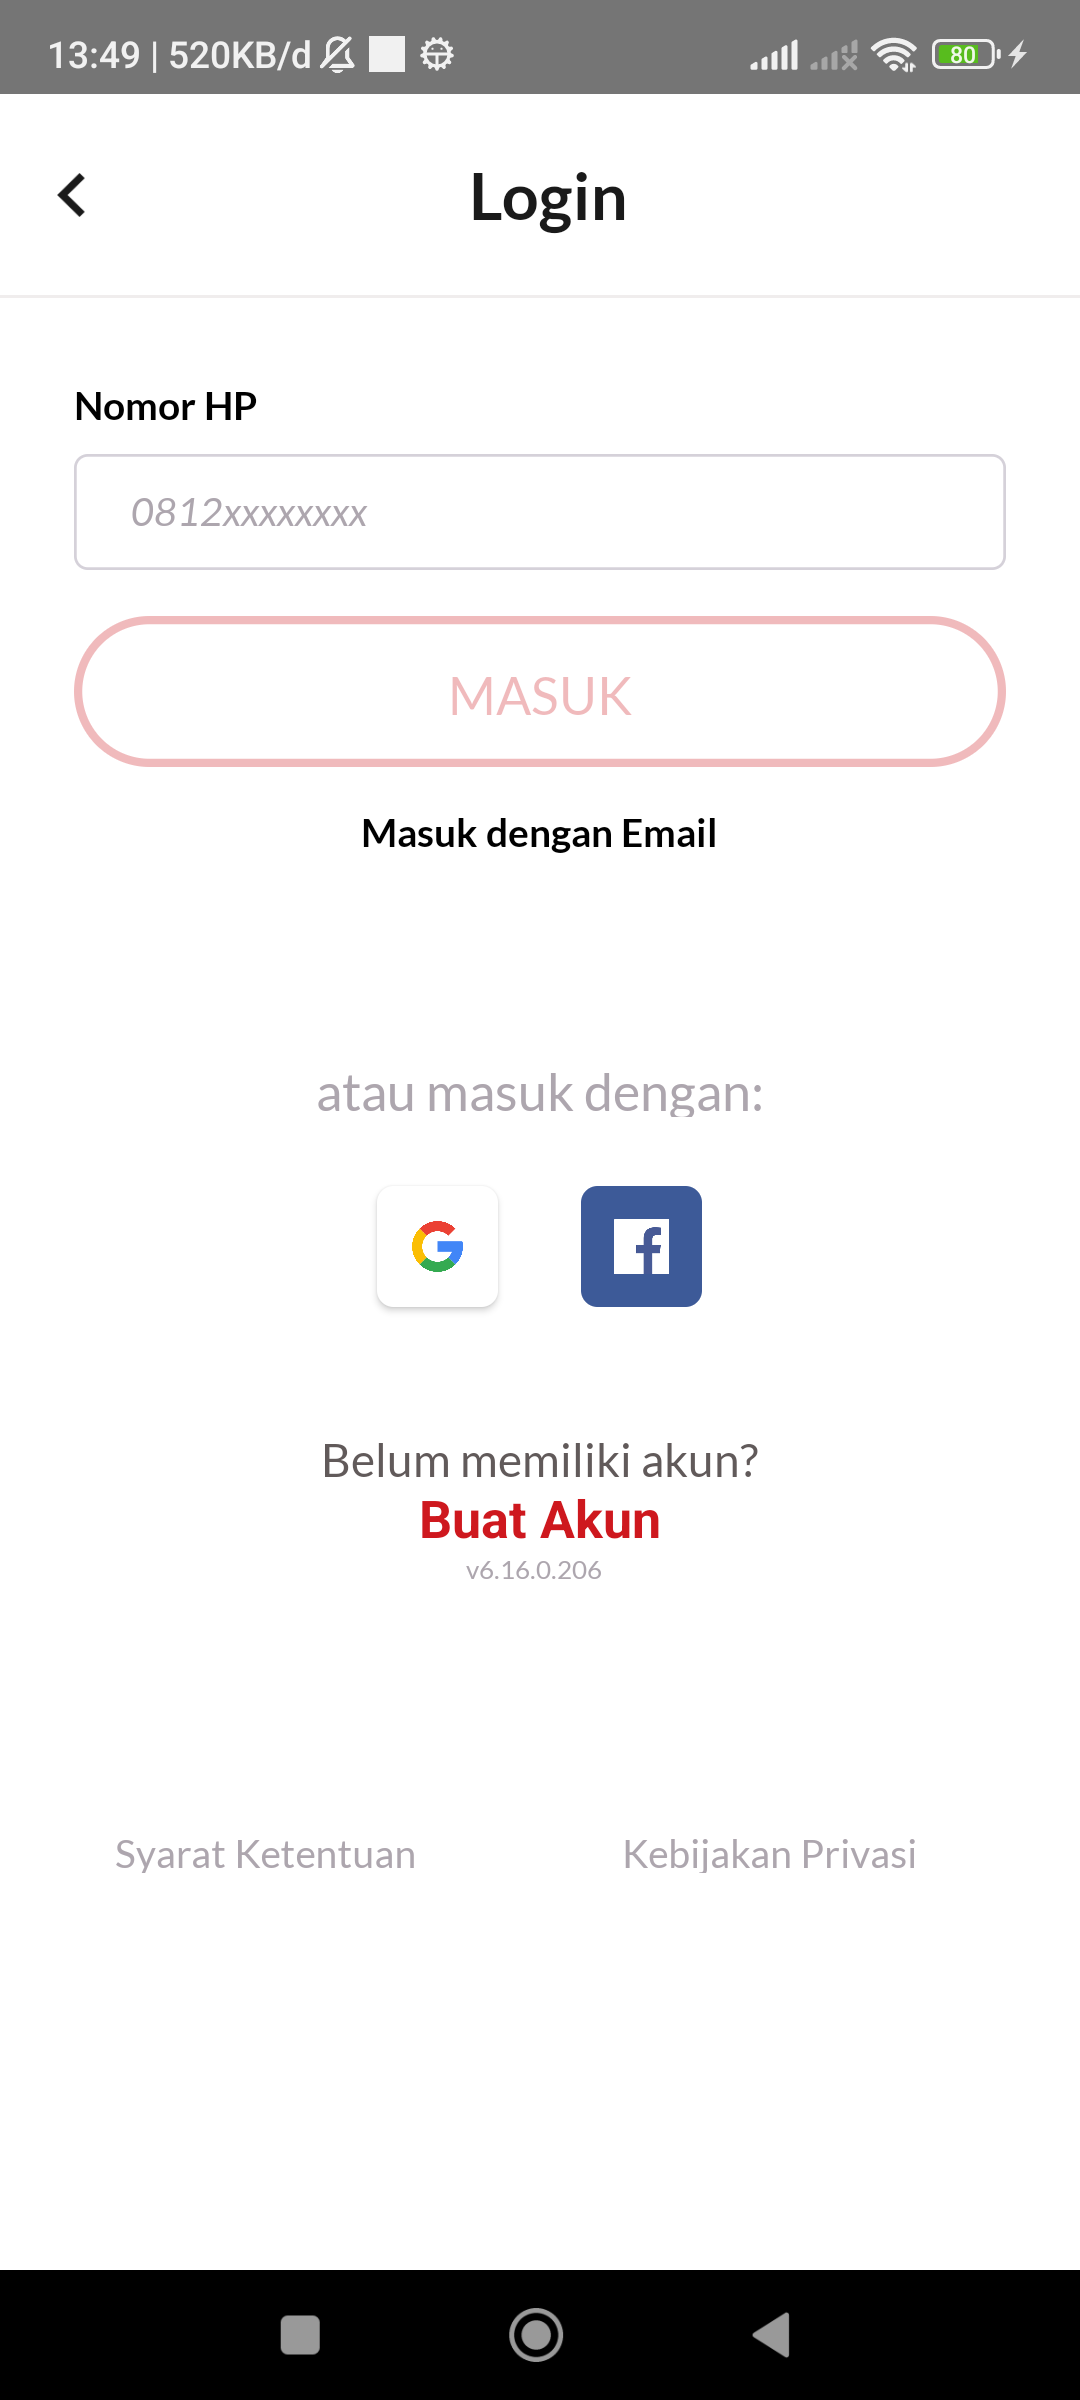 13:49 | 520KB/d
80
Login
Nomor HP
0812xxxxxxxx
MASUK
Masuk dengan Email
atau masuk dengan:
Belum memiliki akun?
Buat Akun
v6.16.0.206
Syarat Ketentuan
Kebijakan Privasi